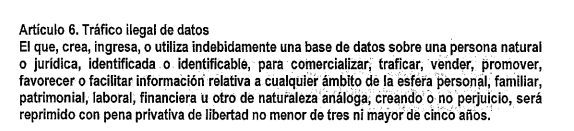 Artículo 6. Tráfico ilegal de datos
El que, crea, ingresa, o utiliza indebidamente una base de datos sobre una persona natural
o jurídica, identificada o identificable, para comercializar, traficar, vender, promover,
favorecer o facilitar información relativa a cualquier ámbito de la esfera personal, familiar,
patrimonial, laboral, financiera u otro de naturaleza análoga, creando o no perjuicio, será
reprimido con pena privativa de libertad no menor de tres ni mayor de cinco años.